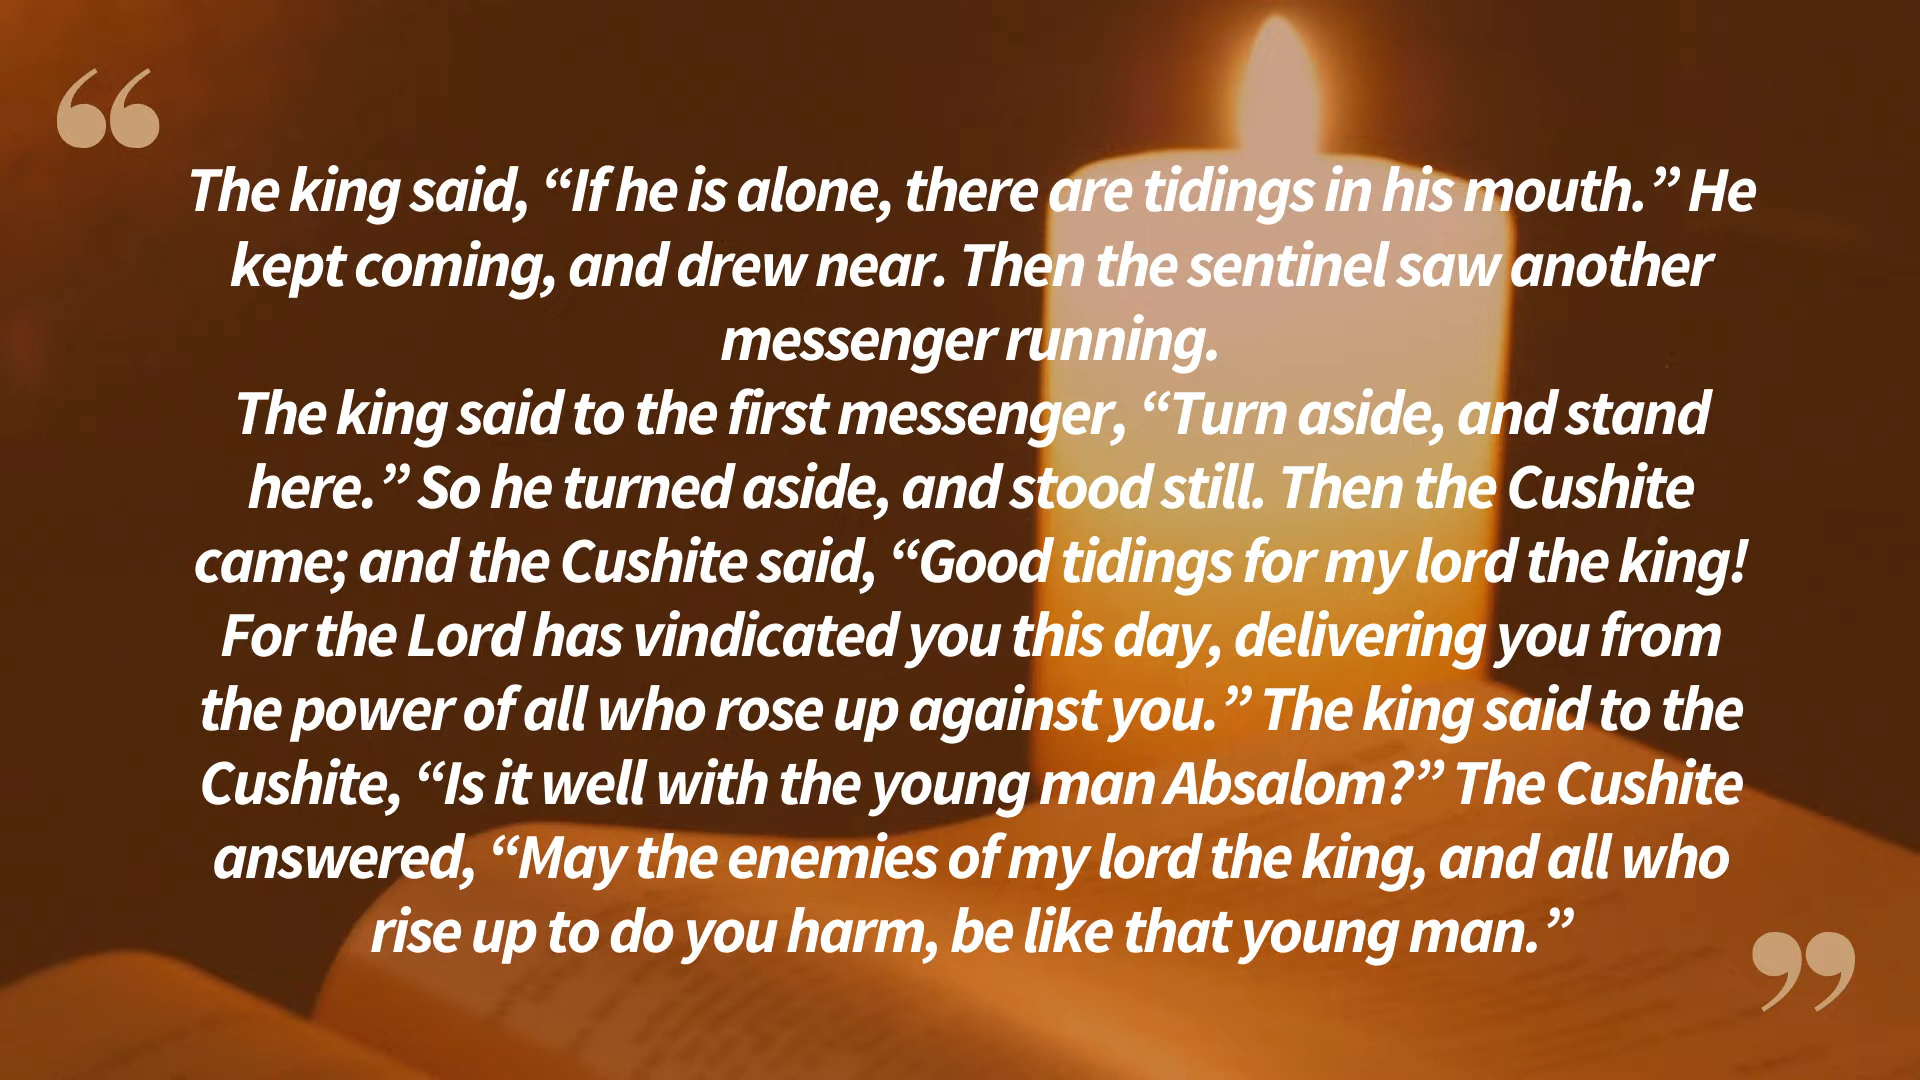 “
The king said, “If he is alone, there are tidings in his mouth.” He
kept coming, and drew near. Then the sentinel saw another
messenger running.
The king said to the first messenger, “Turn aside, and stand
here.” So he turned aside, and stood still. Then the Cushite
came; and the Cushite said, “Good tidings for my lord the king!
For the Lord has vindicated you this day, delivering you from
the power of all who rose up against you.” The king said to the
Cushite, “Is it well with the young man Absalom?” The Cushite
answered, “May the enemies of my lord the king, and all who
rise up to do you harm, be like that young man.”
”